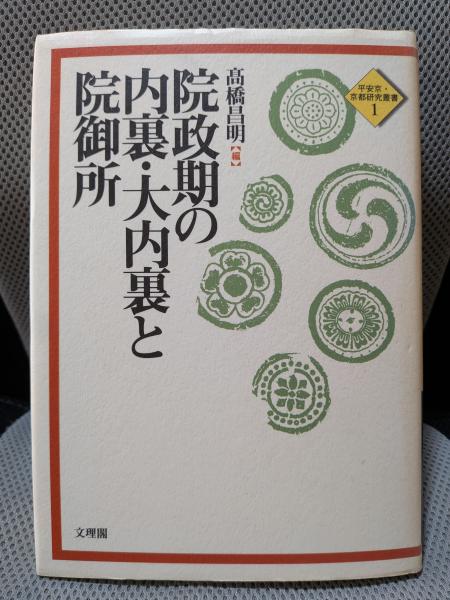 院政期の
内裏・大内裏と
院御所
髙橋昌明【編】
平安京・
京都研究叢書
1
文理閣